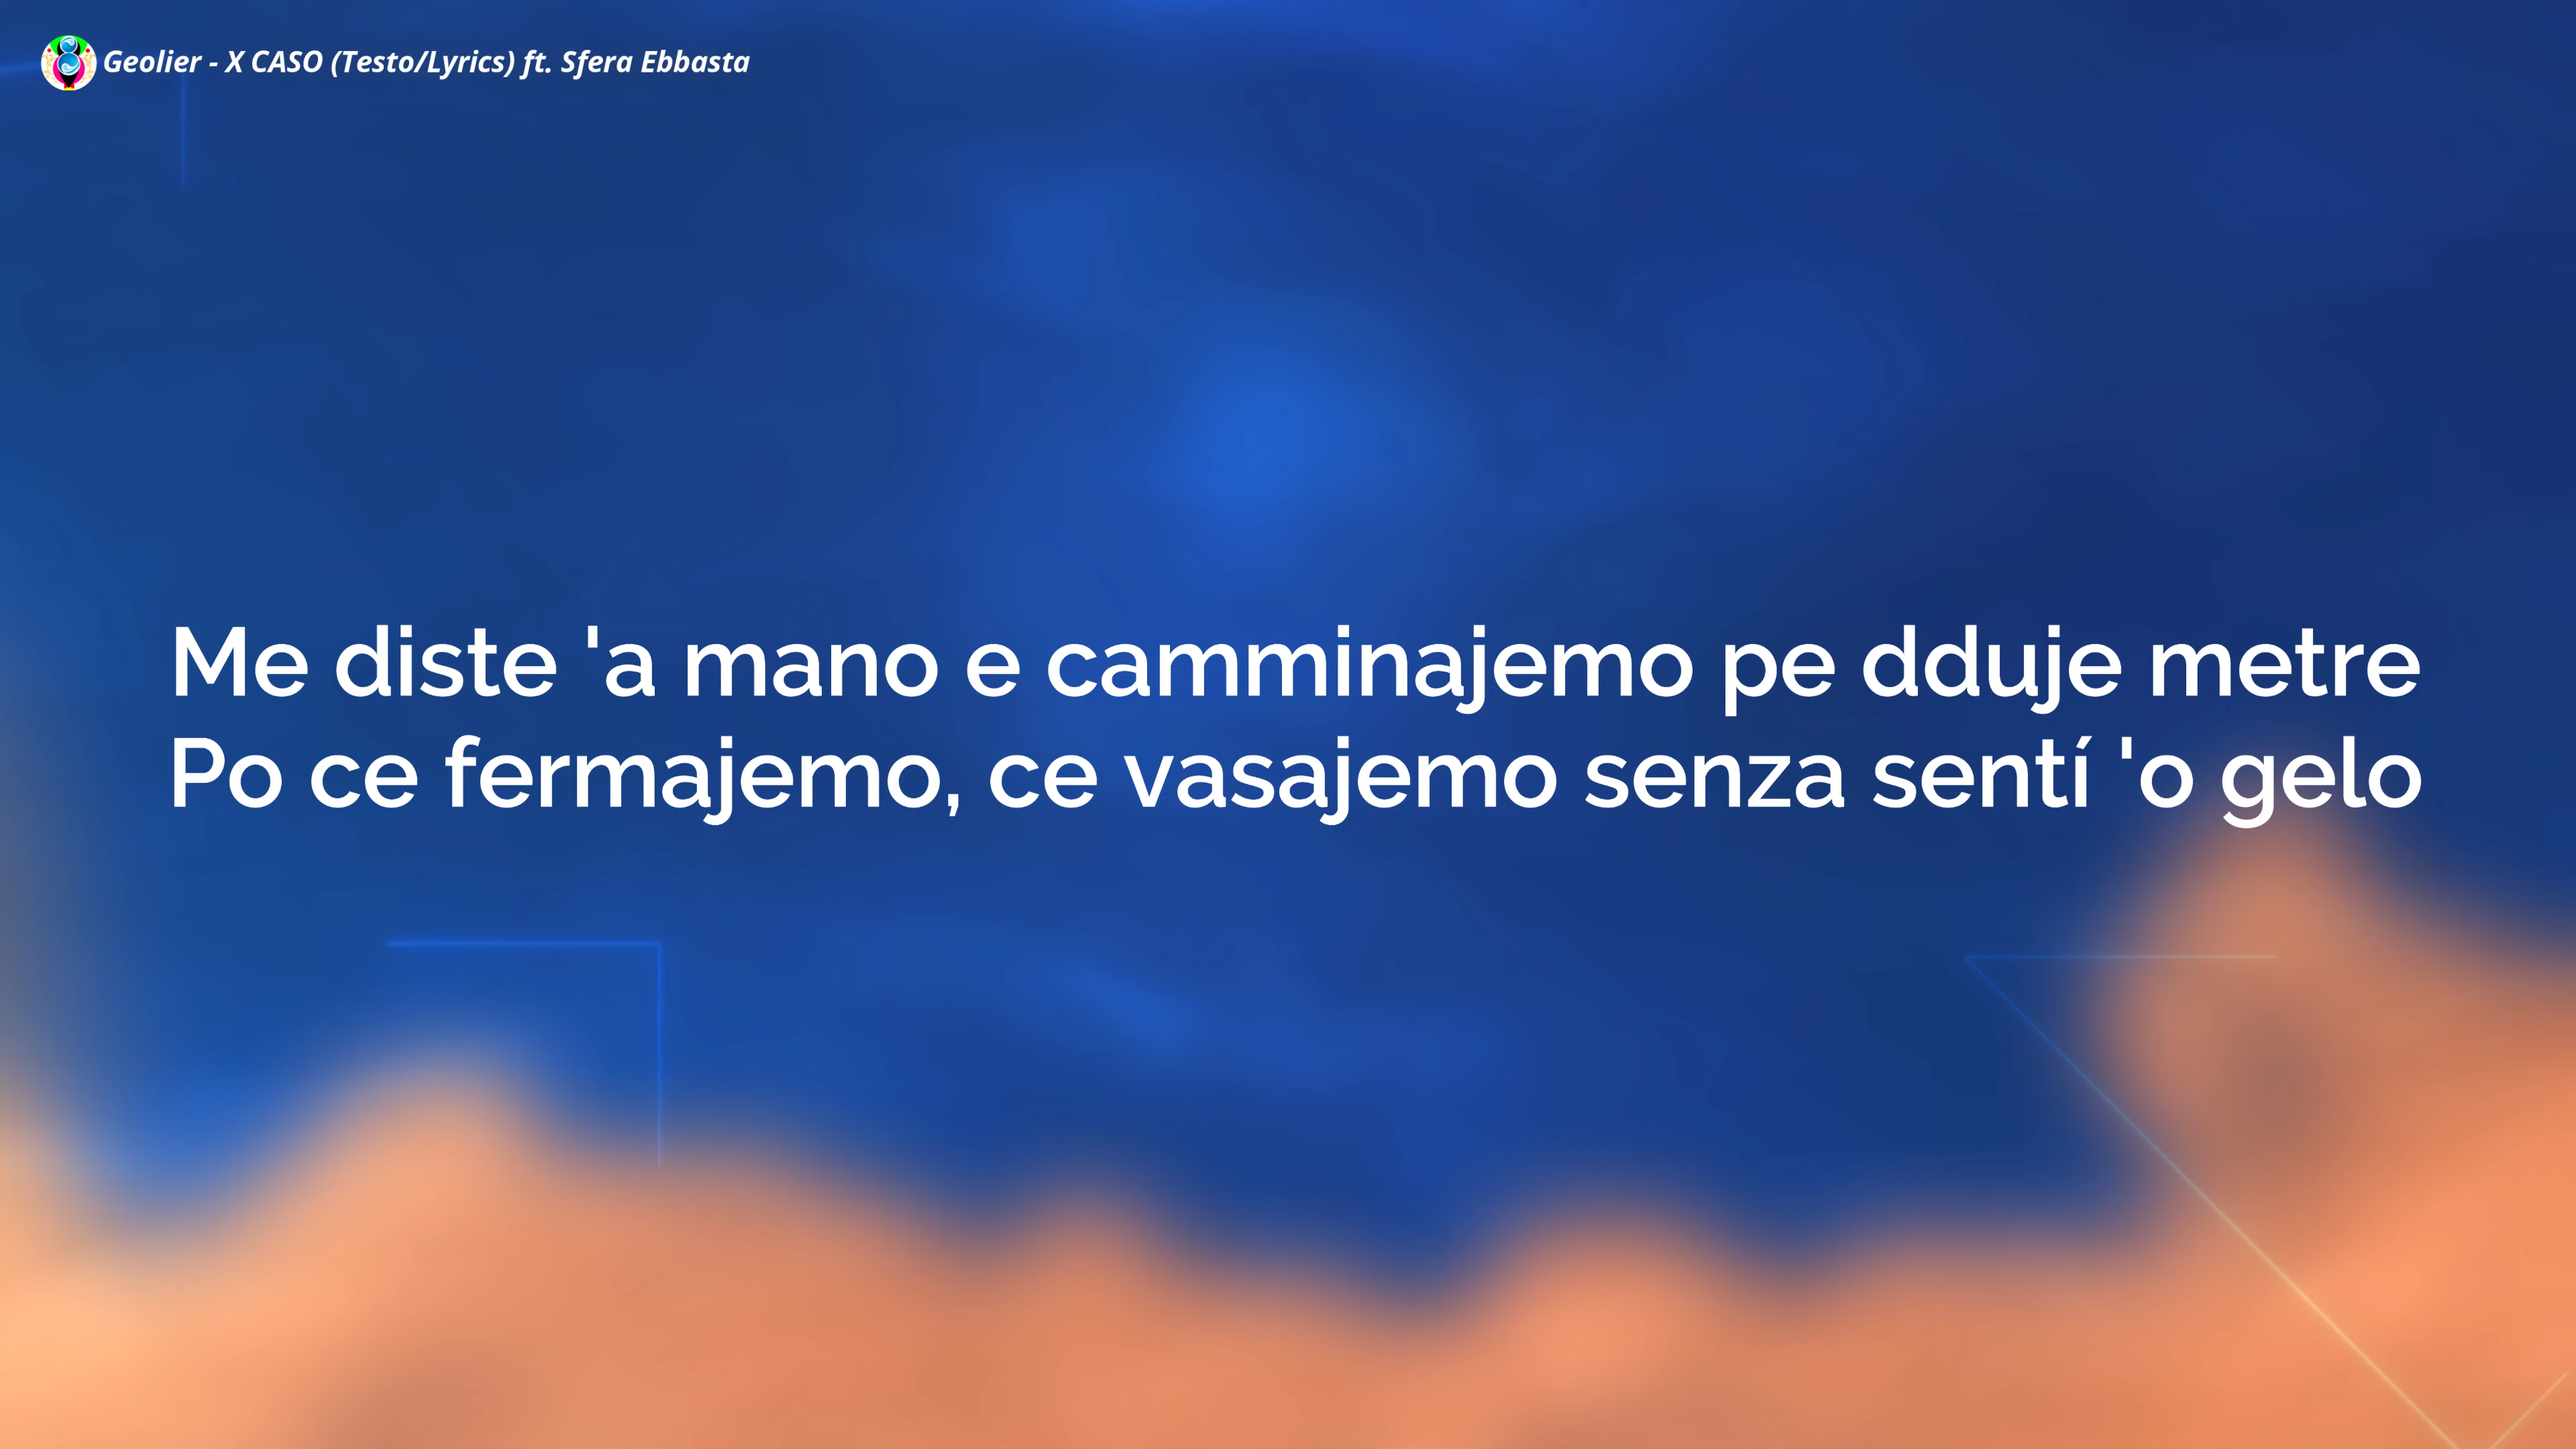 Geolier - X CASO (Testo/Lyrics) ft. Sfera Ebbasta
Me diste 'a mano e camminajemo pe dduje metre
Po ce fermajemo, ce vasajemo senza sentí 'o gelo